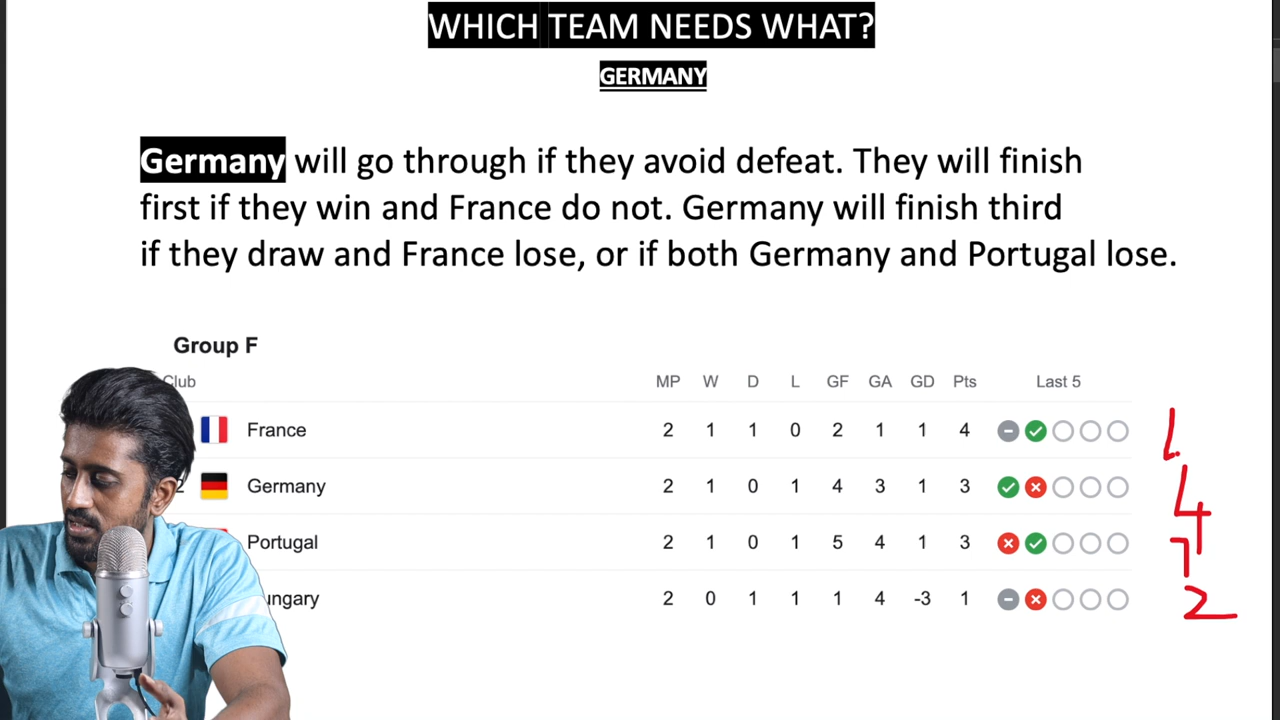 WHICH TEAM NEEDS WHAT?
GERMANY
Germany will go through if they avoid defeat. They will finish
first if they win and France do not. Germany will finish third
if they draw and France lose, or if both Germany and Portugal lose.
Group F
Club MP W D L GF GA GD Pts Last 5
France 2 1 1 0 2 1 1 4
2 Germany 2 1 0 1 4 3 1 3 4
Portugal 2 1 0 1 5 4 1 3
ngary 2 0 1 1 1 4 -3 1 2